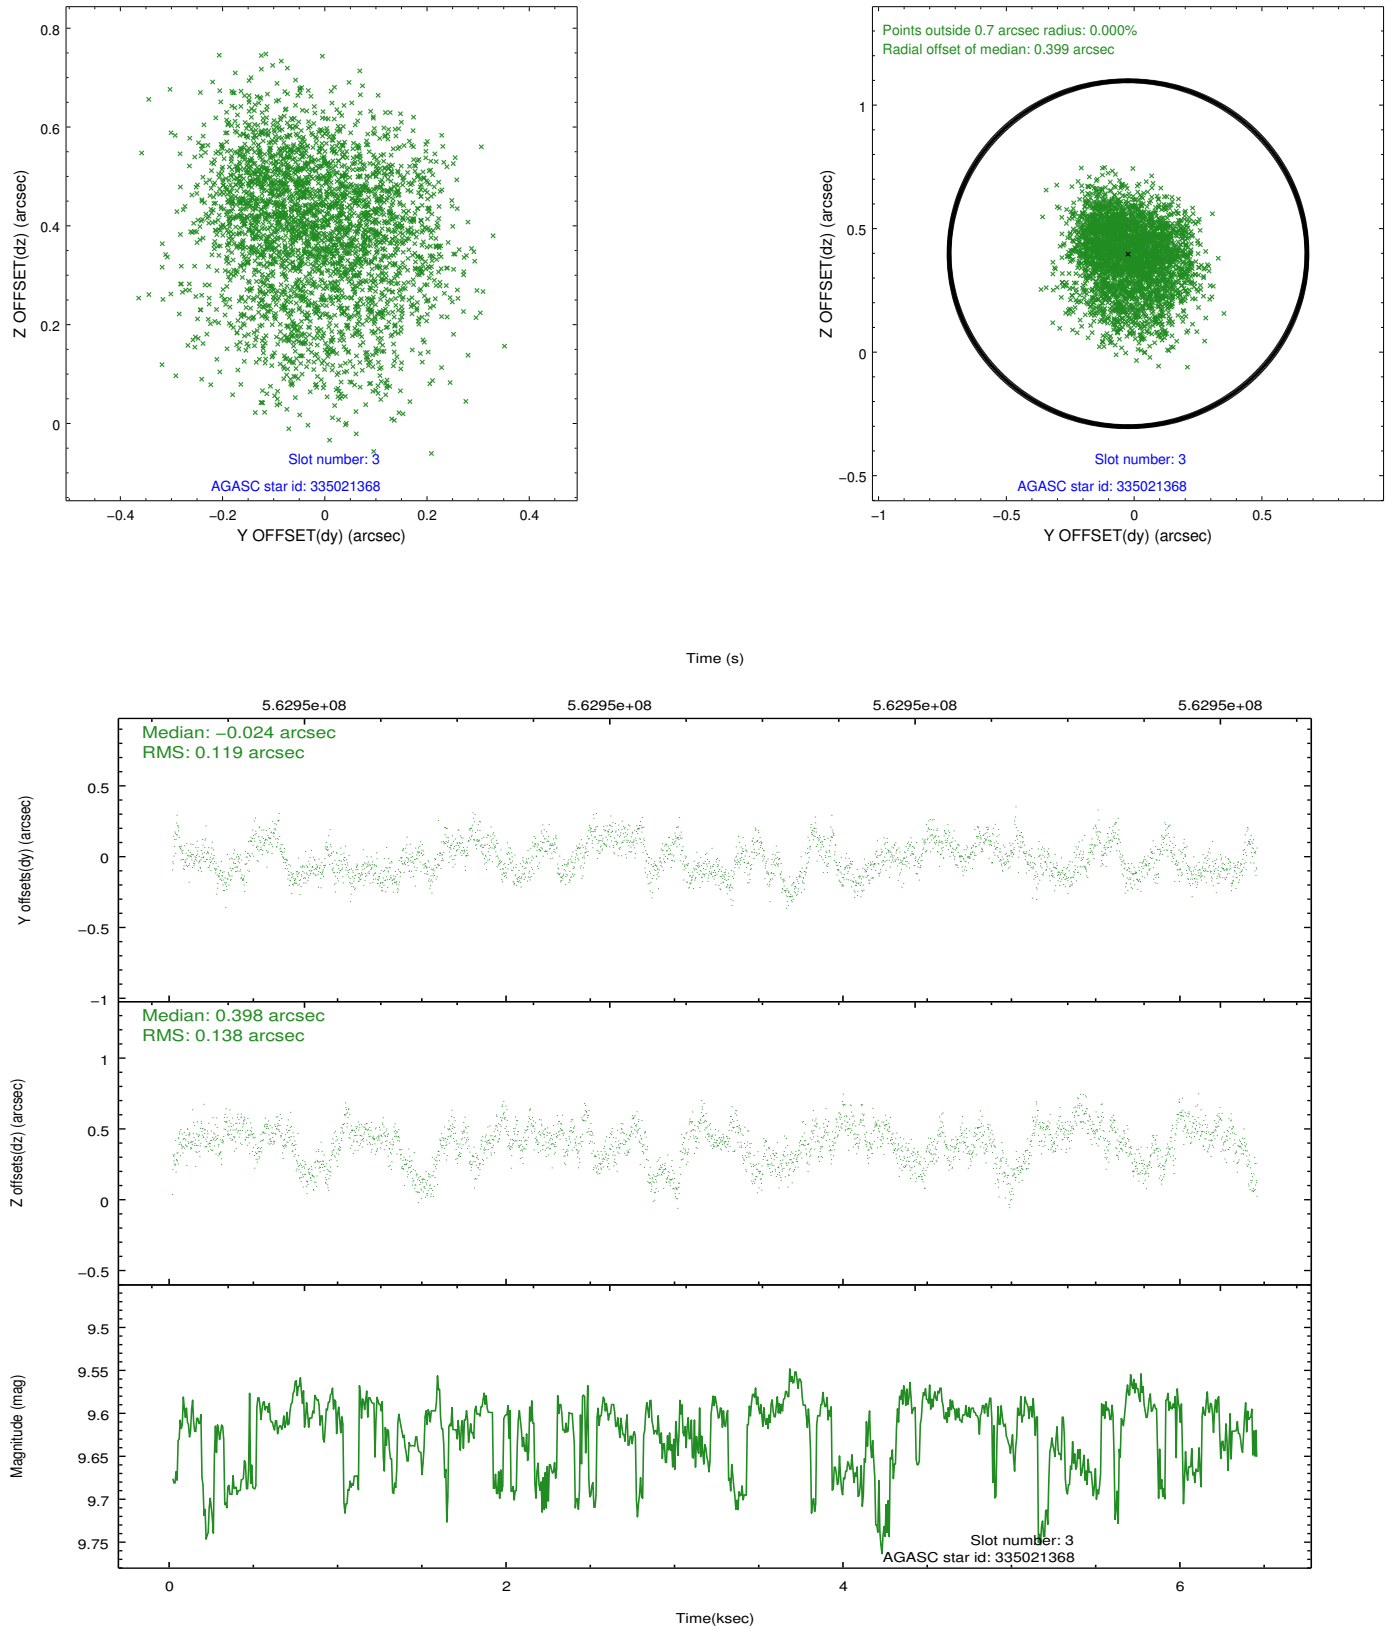 0.8
0.6
0.4
0.2
0
Z OFFSET(dz) (arcsec)
Slot number: 3
AGASC star id: 335021368
−0.4
−0.2
0
0.2
0.4
Y OFFSET(dy) (arcsec)
Points outside 0.7 arcsec radius: 0.000%
Radial offset of median: 0.399 arcsec
1
0.5
0
−0.5
Z OFFSET(dz) (arcsec)
Slot number: 3
AGASC star id: 335021368
−1
−0.5
0
0.5
Y OFFSET(dy) (arcsec)
Time (s)
5.6295e+08
5.6295e+08
5.6295e+08
5.6295e+08
Median: −0.024 arcsec
RMS: 0.119 arcsec
0.5
0
−0.5
−1
Y offsets(dy) (arcsec)
Median: 0.398 arcsec
RMS: 0.138 arcsec
1
0.5
0
−0.5
Z offsets(dz) (arcsec)
9.5
9.55
9.6
9.65
9.7
9.75
Magnitude (mag)
Slot number: 3
AGASC star id: 335021368
0
2
4
6
Time(ksec)